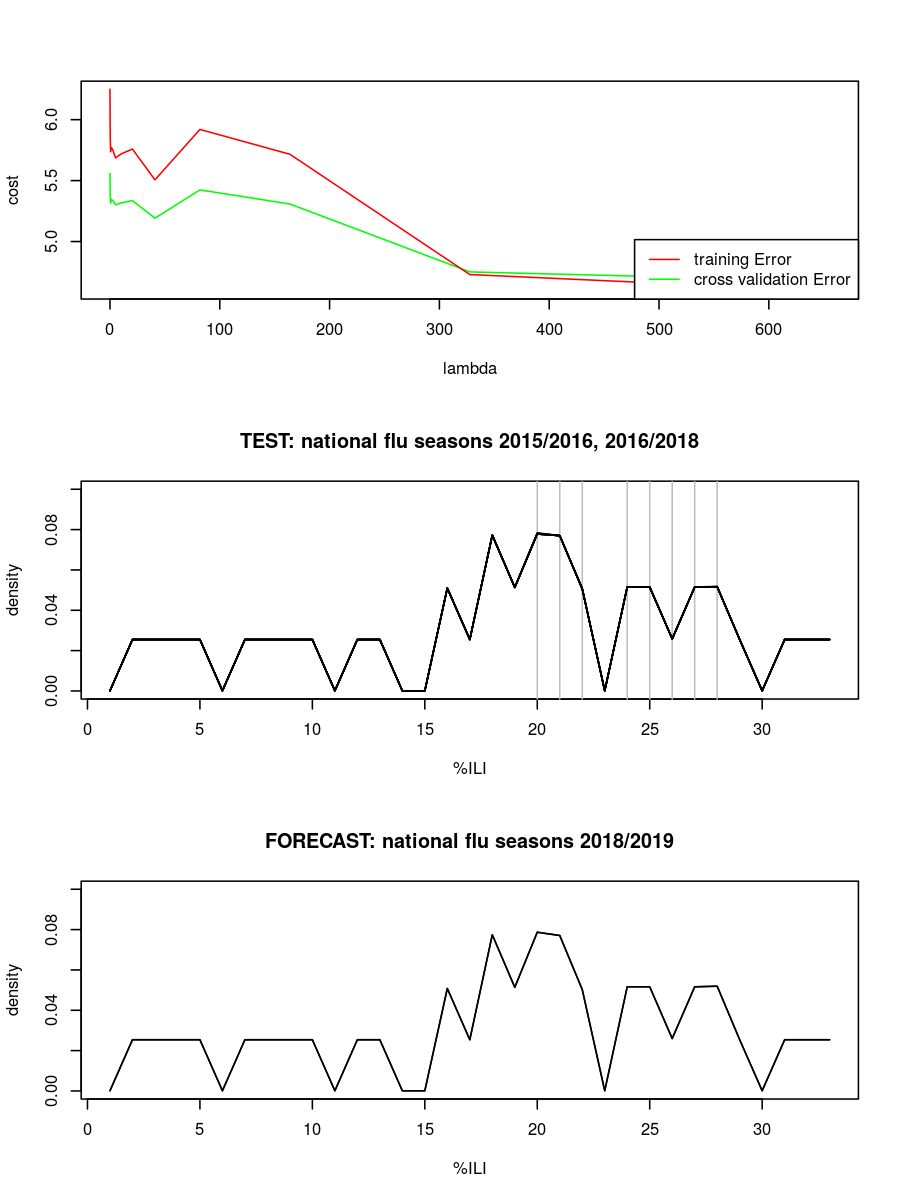 cost
6.0
5.5
5.0
training Error
cross validation Error
0 100 200 300 400 500 600
lambda
TEST: national flu seasons 2015/2016, 2016/2018
density
0.08
0.04
0.00
0 5 10 15 20 25 30
%ILI
FORECAST: national flu seasons 2018/2019
density
0.08
0.04
0.00
0 5 10 15 20 25 30
%ILI